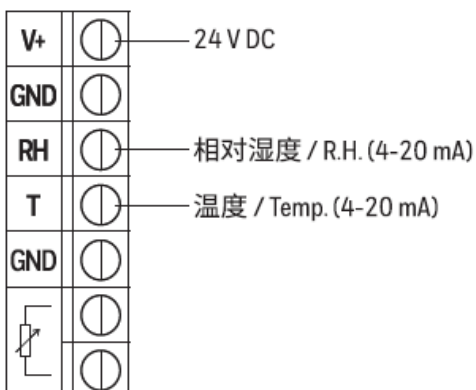 V+ 24 V DC
GND
RH 相对湿度 / R.H. (4-20 mA)
T 温度 / Temp. (4-20 mA)
GND